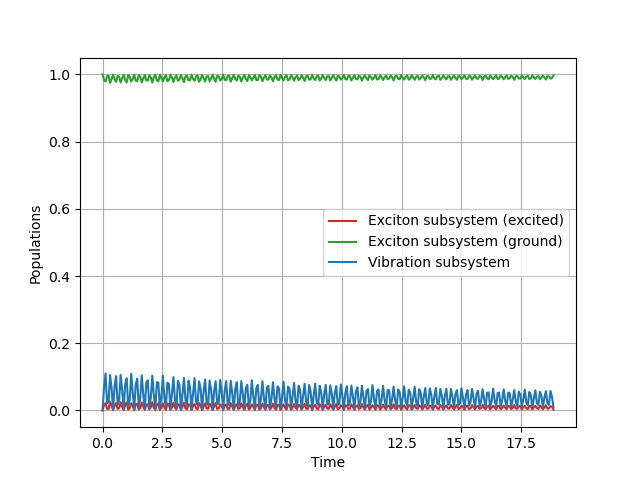 1.0
0.8
0.6
0.4
0.2
0.0
Populations
Exciton subsystem (excited)
Exciton subsystem (ground)
Vibration subsystem
0.0 2.5 5.0 7.5 10.0 12.5 15.0 17.5
Time